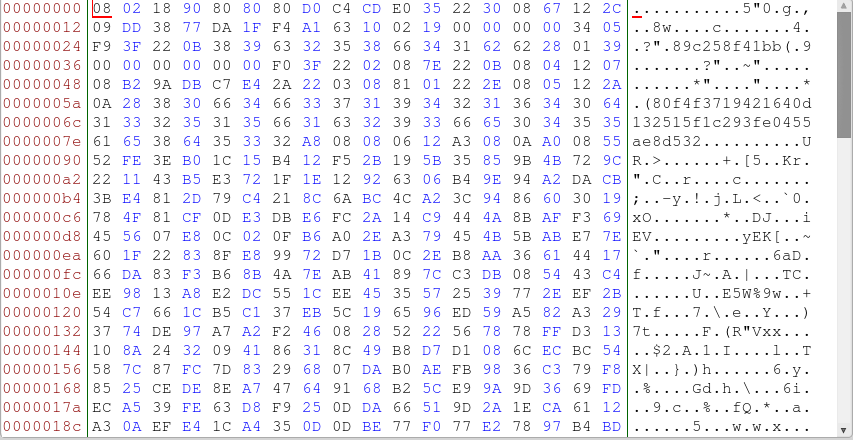 00000000 08 02 18 90 80 80 80 D0 C4 CD E0 35 22 30 08 67 12 2C ...........5"0.g.,
00000012 09 DD 38 77 DA 1F F4 A1 63 10 02 19 00 00 00 00 34 05 ..8w....c.......4.
00000024 F9 3F 22 0B 38 39 63 32 35 38 66 34 31 62 62 28 01 39 .?".89c258f41bb(.9
00000036 00 00 00 00 00 00 F0 3F 22 02 08 7E 22 0B 08 04 12 07 .......?"..~".....
00000048 08 B2 9A DB C7 E4 2A 22 03 08 81 01 22 2E 08 05 12 2A ......*"...."....*
0000005a 0A 28 38 30 66 34 66 33 37 31 39 34 32 31 36 34 30 64 .(80f4f3719421640d
0000006c 31 33 32 35 31 35 66 31 63 32 39 33 66 65 30 34 35 35 132515f1c293fe0455
0000007e 61 65 38 64 35 33 32 A8 08 08 06 12 A3 08 0A A0 08 55 ae8d532..........U
00000090 52 FE 3E B0 1C 15 B4 12 F5 2B 19 5B 35 85 9B 4B 72 9C R.>......+.[5..Kr.
000000a2 22 11 43 B5 E3 72 1F 1E 12 92 63 06 B4 9E 94 A2 DA CB ".C..r....c.......
000000b4 3B E4 81 2D 79 C4 21 8C 6A BC 4C A2 3C 94 86 60 30 19 ;..-y.!.j.L.<..`0.
000000c6 78 4F 81 CF 0D E3 DB E6 FC 2A 14 C9 44 4A 8B AF F3 69 xO.......*..DJ...i
000000d8 45 56 07 E8 0C 02 0F B6 A0 2E A3 79 45 4B 5B AB E7 7E EV.........yEK[..~
000000ea 60 1F 22 83 8F E8 99 72 D7 1B 0C 2E B8 AA 36 61 44 17 `."....r......6aD.
000000fc 66 DA 83 F3 B6 8B 4A 7E AB 41 89 7C C3 DB 08 54 43 C4 f.....J~.A.|...TC.
0000010e EE 98 13 A8 E2 DC 55 1C EE 45 35 57 25 39 77 2E EF 2B ......U..E5W%9w..+
00000120 54 C7 66 1C B5 C1 37 EB 5C 19 65 96 ED 59 A5 82 A3 29 T.f...7.\.e..Y...)
00000132 37 74 DE 97 A7 A2 F2 46 08 28 52 22 56 78 78 FF D3 13 7t.....F.(R"Vxx...
00000144 10 8A 24 32 09 41 86 31 8C 49 B8 D7 D1 08 6C EC BC 54 ..$2.A.1.I....l..T
00000156 58 7C 87 FC 7D 83 29 68 07 DA B0 AE FB 98 36 C3 79 F8 X|..}.)h......6.y.
00000168 85 25 CE DE 8E A7 47 64 91 68 B2 5C E9 9A 9D 36 69 FD .%....Gd.h.\...6i.
0000017a EC A5 39 FE 63 D8 F9 25 0D DA 66 51 9D 2A 1E CA 61 12 ..9.c..%..fQ.*..a.
0000018c A3 0A EF E4 1C A4 35 0D 0D BE 77 F0 77 E2 78 97 B4 BD ......5...w.w.x...